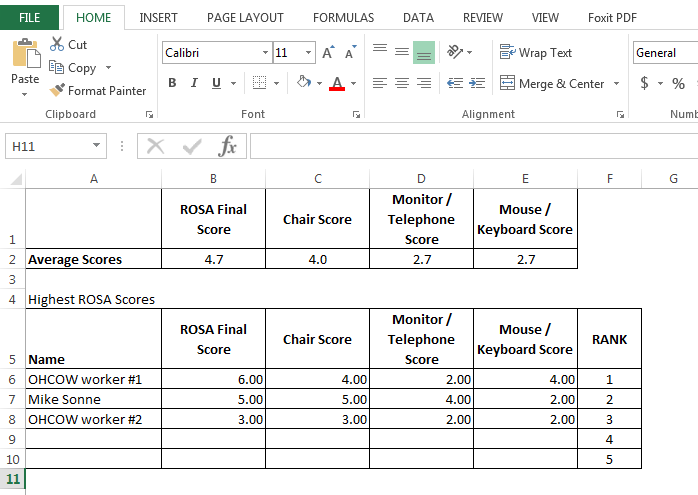 FILE HOME INSERT PAGE LAYOUT FORMULAS DATA REVIEW VIEW Foxit PDF
Cut
Copy
Format Painter
Paste
Clipboard
Calibri 11 A A
B I U A
Font
Wrap Text
Merge & Center
Alignment
General
$ %
Numb
H11 fx
A B C D E F G
1 ROSA Final Score Chair Score Monitor / Telephone Score Mouse / Keyboard Score
2 Average Scores 4.7 4.0 2.7 2.7
3
4 Highest ROSA Scores
5 Name ROSA Final Score Chair Score Monitor / Telephone Score Mouse / Keyboard Score RANK
6 OHCOW worker #1 6.00 4.00 2.00 4.00 1
7 Mike Sonne 5.00 5.00 4.00 2.00 2
8 OHCOW worker #2 3.00 3.00 2.00 2.00 3
9 4
10 5
11